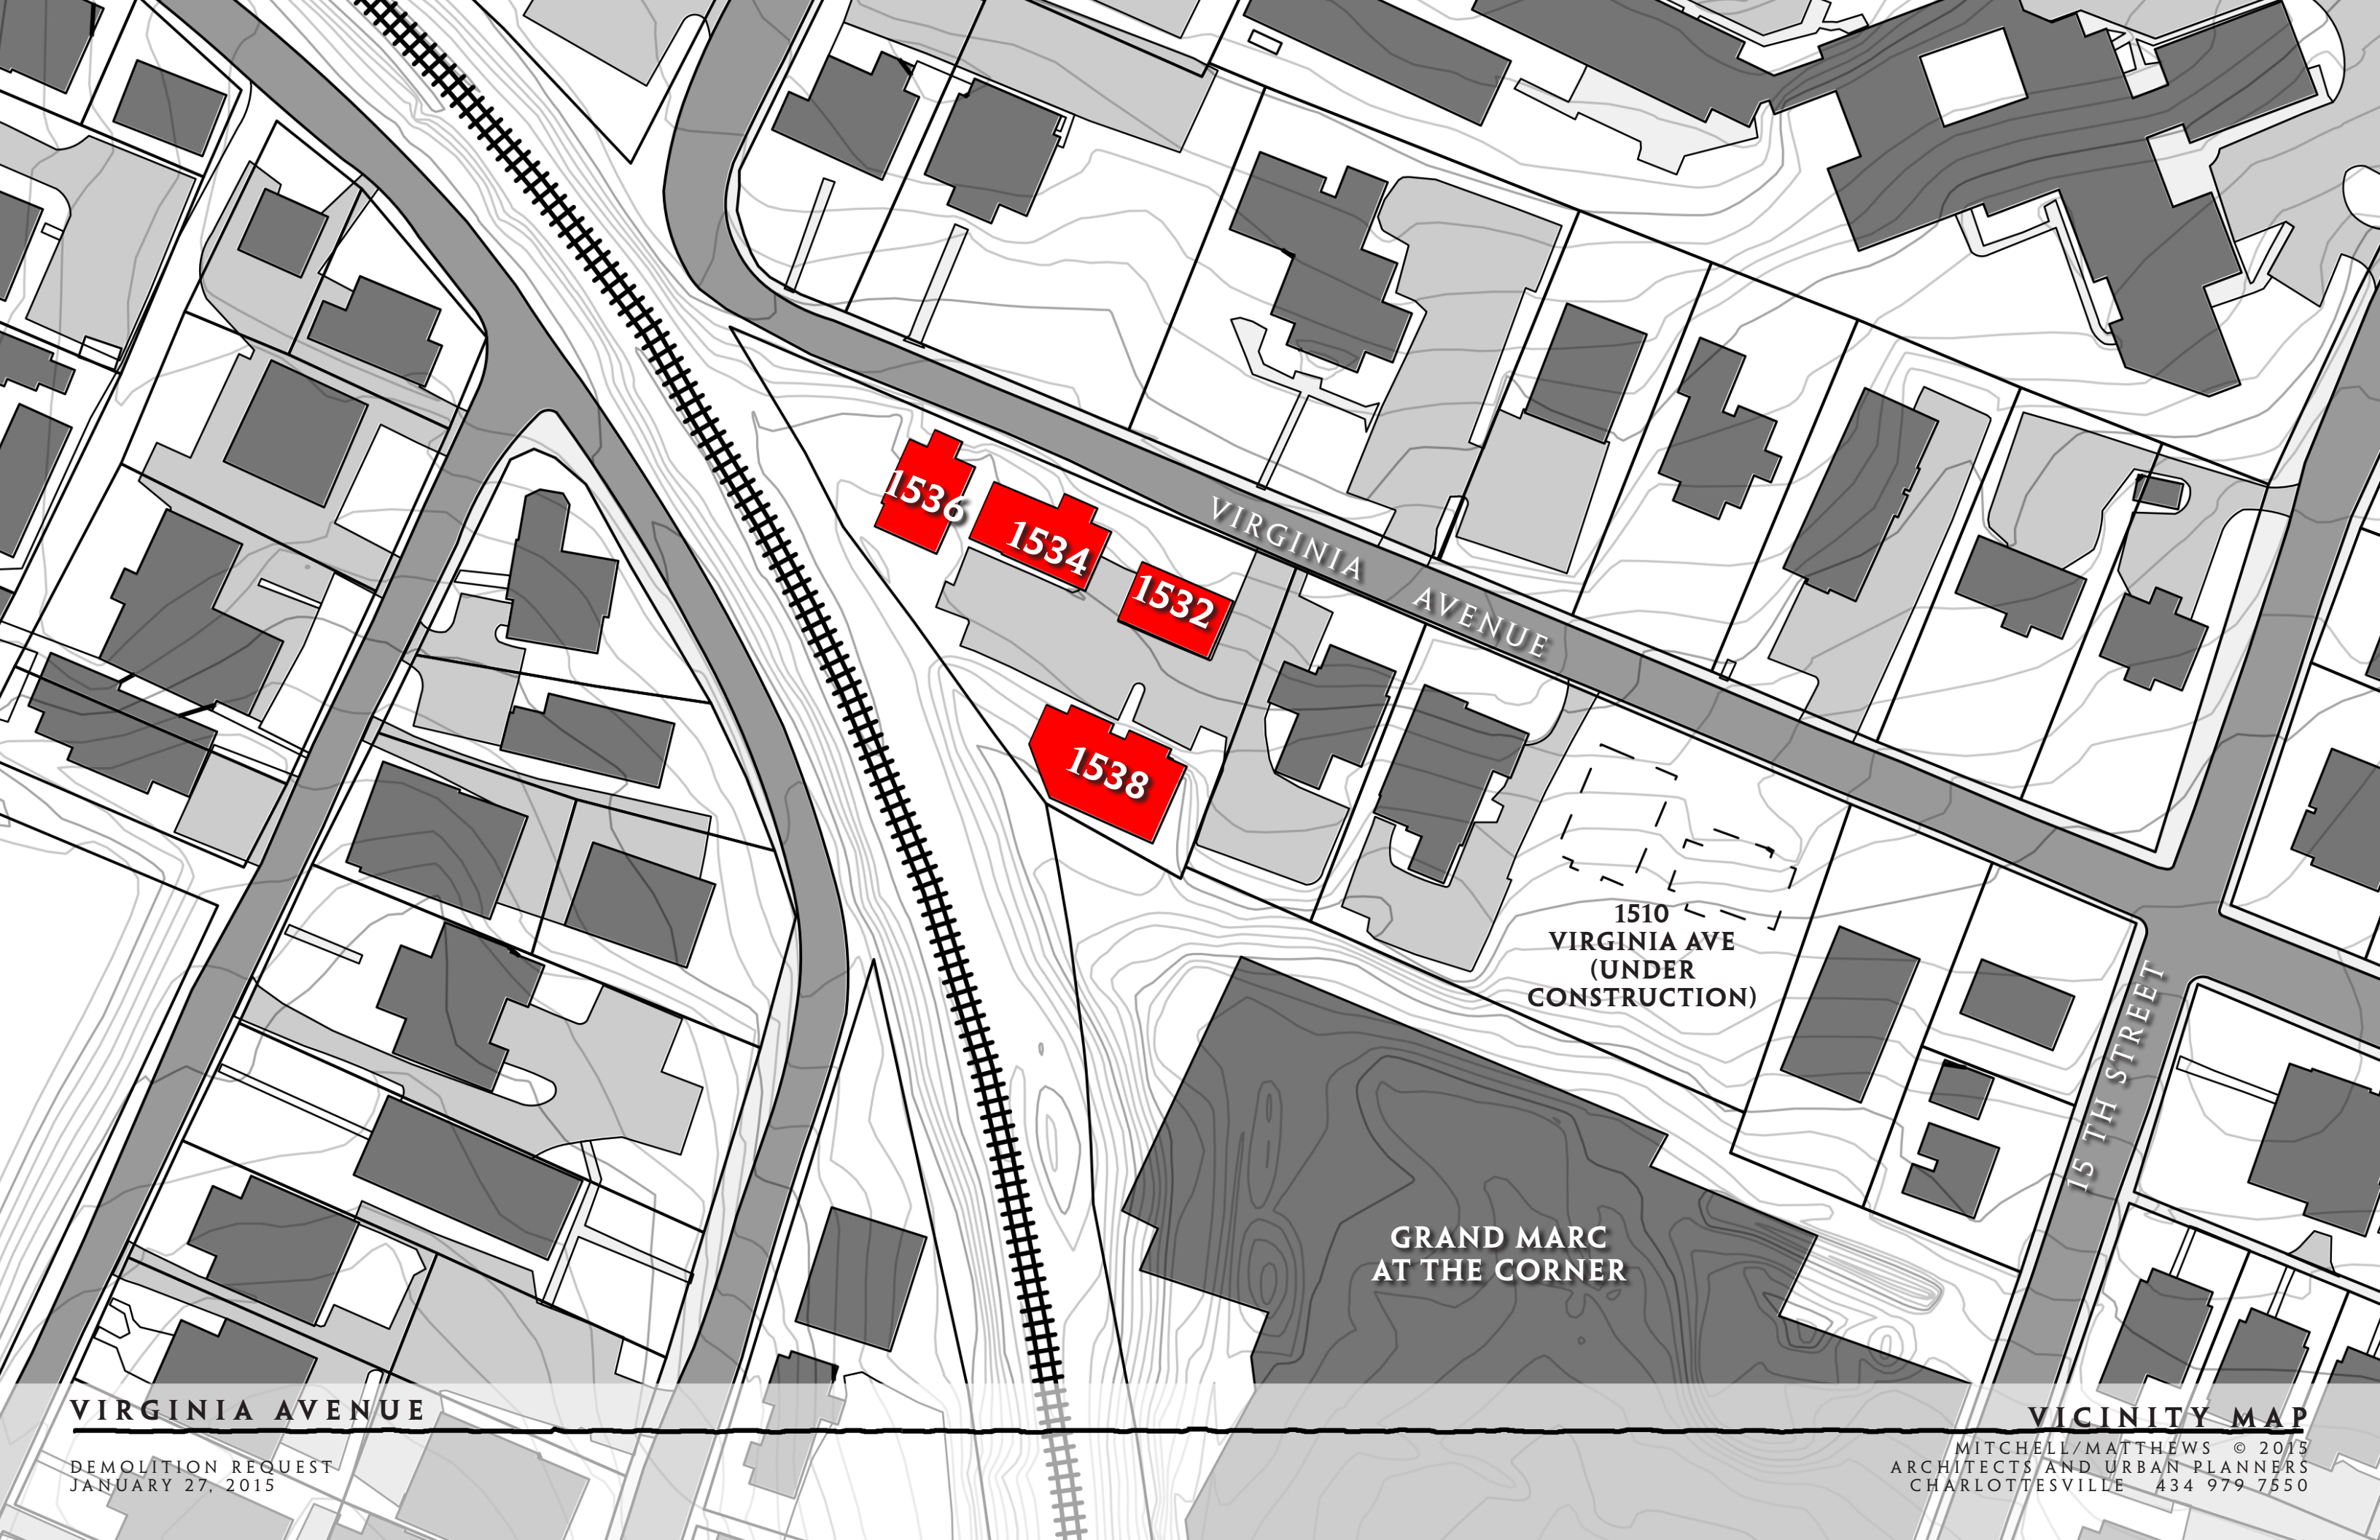 1536
1534
1532
1538
VIRGINIA AVENUE
1510
VIRGINIA AVE
(UNDER
CONSTRUCTION)
15 TH STREET
GRAND MARC
AT THE CORNER
VIRGINIA AVENUE
DEMOLITION REQUEST
JANUARY 27, 2015
VICINITY MAP
MITCHELL/MATTHEWS © 2015
ARCHITECTS AND URBAN PLANNERS
CHARLOTTESVILLE 434 979 7550